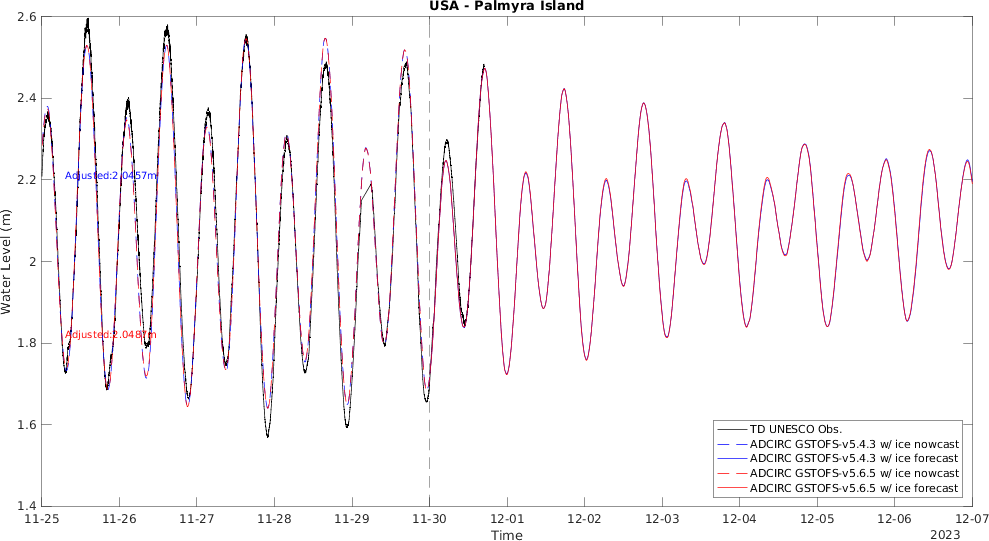 USA - Palmyra Island
2.6
2.4
2.2
2
1.8
1.6
1.4
Water Level (m)
Adjusted:2.0457m
Adjusted:2.0487m
TD UNESCO Obs.
ADCIRC GSTOFS-v5.4.3 w/ ice nowcast
ADCIRC GSTOFS-v5.4.3 w/ ice forecast
ADCIRC GSTOFS-v5.6.5 w/ ice nowcast
ADCIRC GSTOFS-v5.6.5 w/ ice forecast
11-25 11-26 11-27 11-28 11-29 11-30 12-01 12-02 12-03 12-04 12-05 12-06 12-07
Time
2023